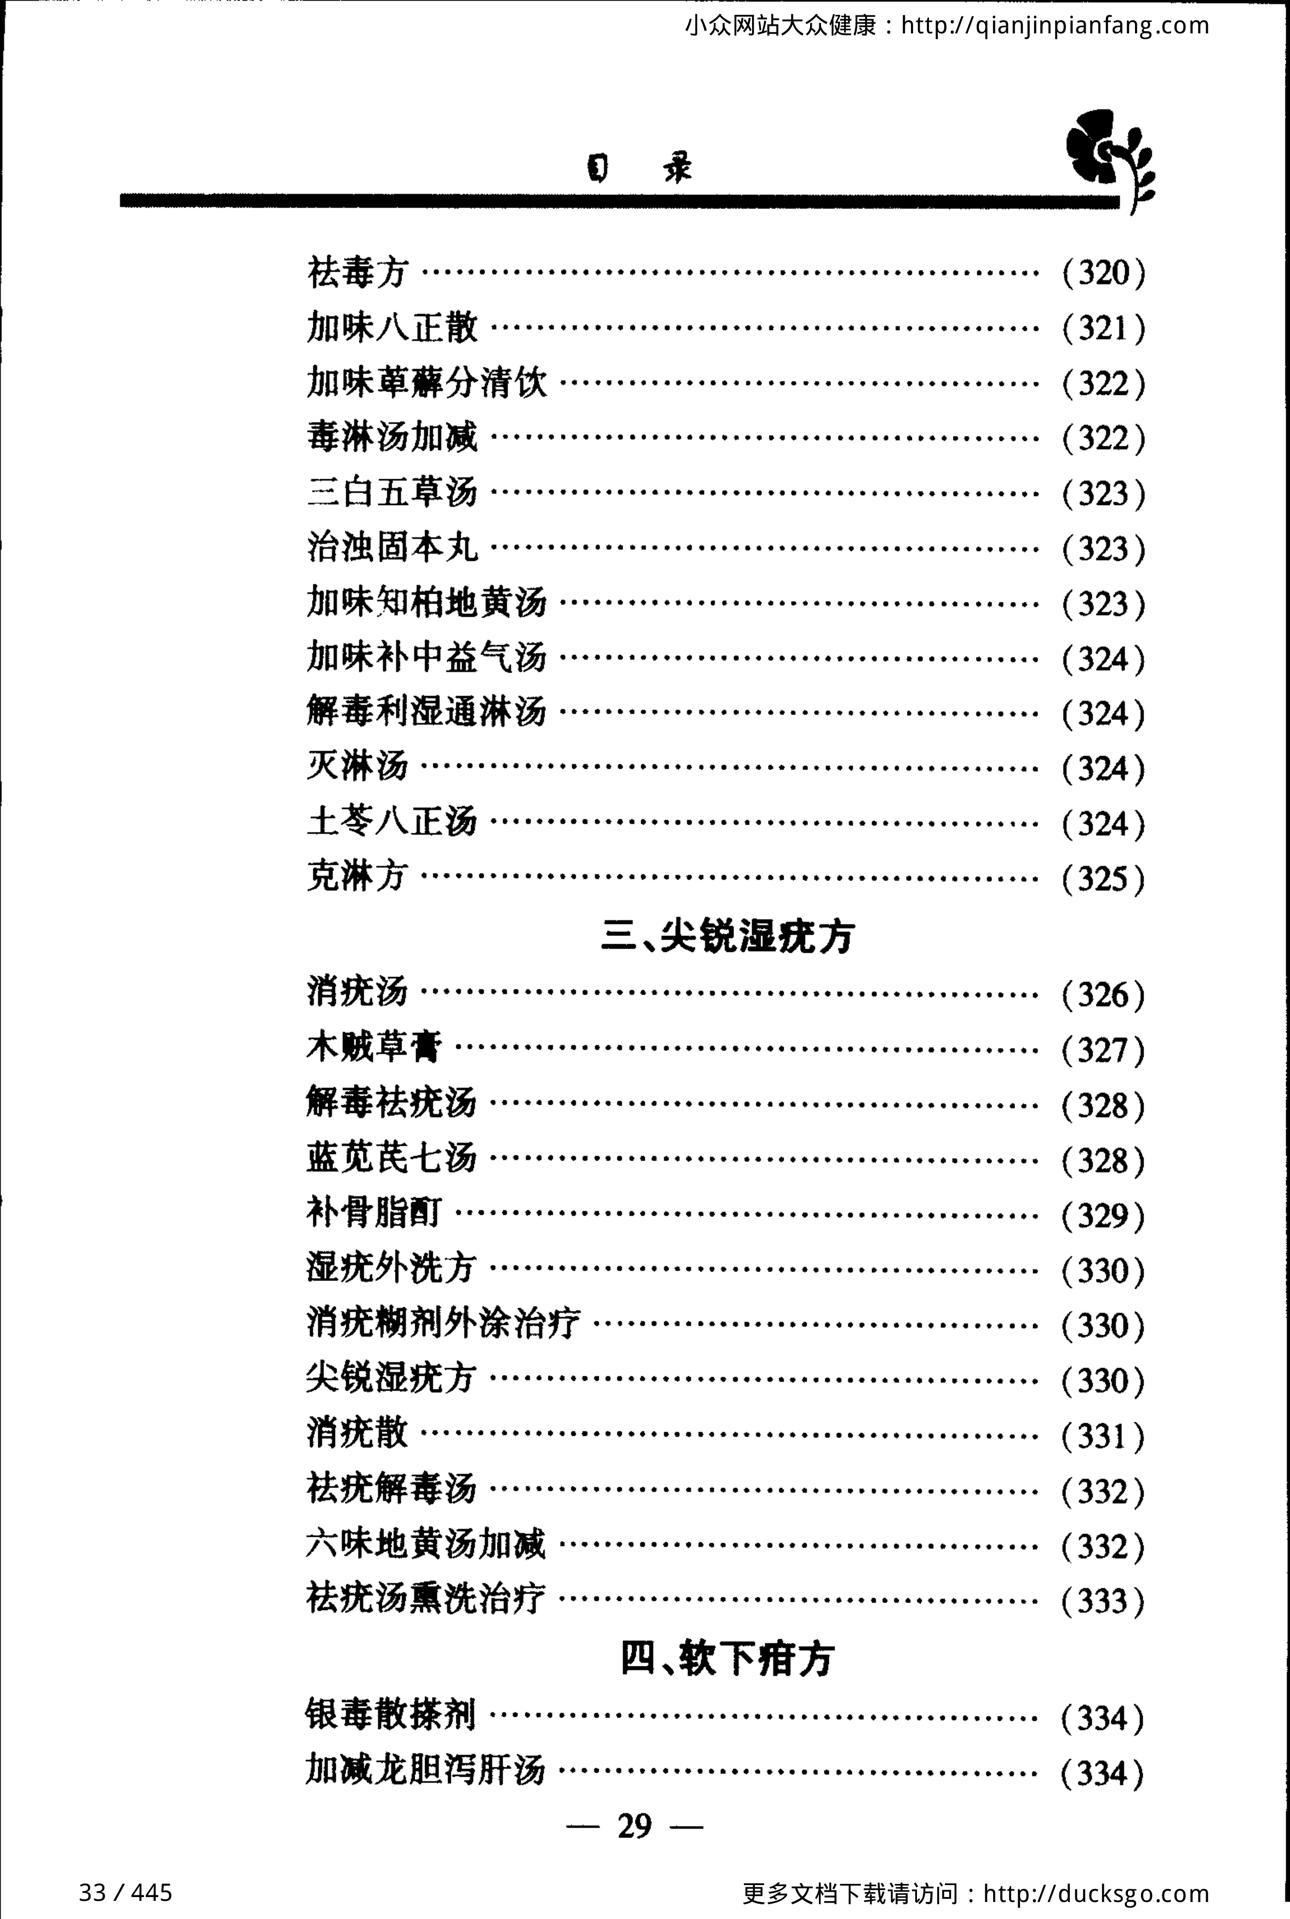 小众网站大众健康：http://qianjinpianfang.com
目 录
祛毒方 …… (320)
加味八正散 …… (321)
加味萆薢分清饮 …… (322)
毒淋汤加减 …… (322)
三白五草汤 …… (323)
治浊固本丸 …… (323)
加味知柏地黄汤 …… (323)
加味补中益气汤 …… (324)
解毒利湿通淋汤 …… (324)
灭淋汤 …… (324)
土苓八正汤 …… (324)
克淋方 …… (325)
三、尖锐湿疣方
消疣汤 …… (326)
木贼草膏 …… (327)
解毒祛疣汤 …… (328)
蓝苋芪七汤 …… (328)
补骨脂酊 …… (329)
湿疣外洗方 …… (330)
消疣糊剂外涂治疗 …… (330)
尖锐湿疣方 …… (330)
消疣散 …… (331)
祛疣解毒汤 …… (332)
六味地黄汤加减 …… (332)
祛疣汤熏洗治疗 …… (333)
四、软下疳方
银毒散搽剂 …… (334)
加减龙胆泻肝汤 …… (334)
— 29 —
33 / 445
更多文档下载请访问：http://ducksgo.com